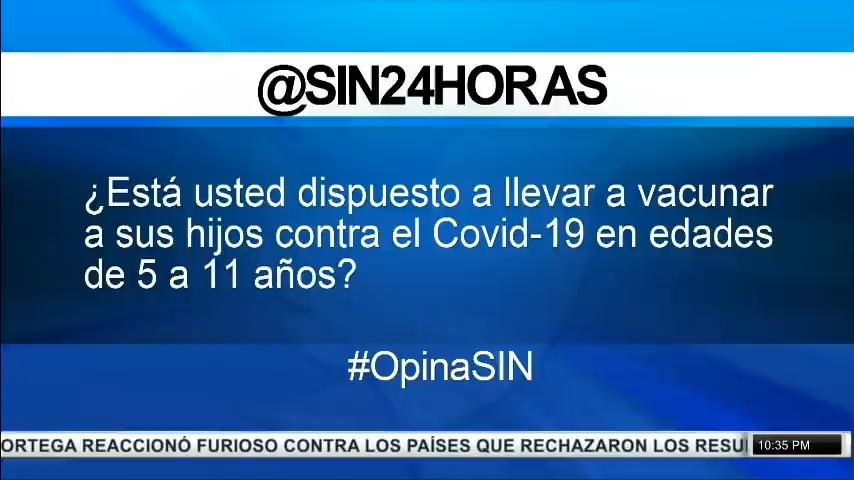 @SIN24HORAS
¿Está usted dispuesto a llevar a vacunar
a sus hijos contra el Covid-19 en edades
de 5 a 11 años?
#OpinaSIN
ORTEGA REACCIONÓ FURIOSO CONTRA LOS PAÍSES QUE RECHAZARON LOS
10:35 PM